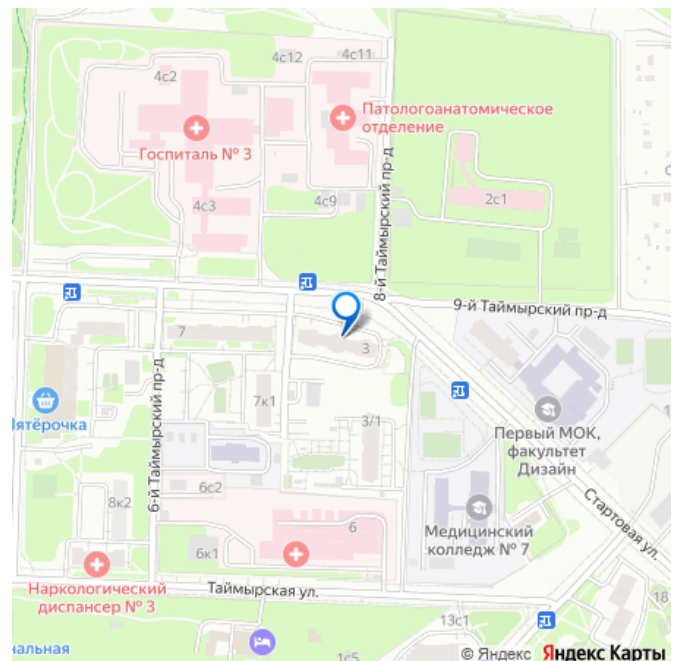 4с12
4с11
4с2
Патологоанатомическое
отделение
Госпиталь № 3
8-й Таймырский пр-д
4с3
4с9
2с1
9-й Таймырский пр-д
7
3
6-й Таймырский пр-д
7к1
Пятёрочка
3/1
Первый МОК,
факультет
Дизайн
6с2
8к2
Стартовая ул.
6
6к1
Медицинский
колледж № 7
Наркологический
диспансер № 3
Таймырская ул.
18
13с1
нальная
1с5
© Яндекс Яндекс Карты